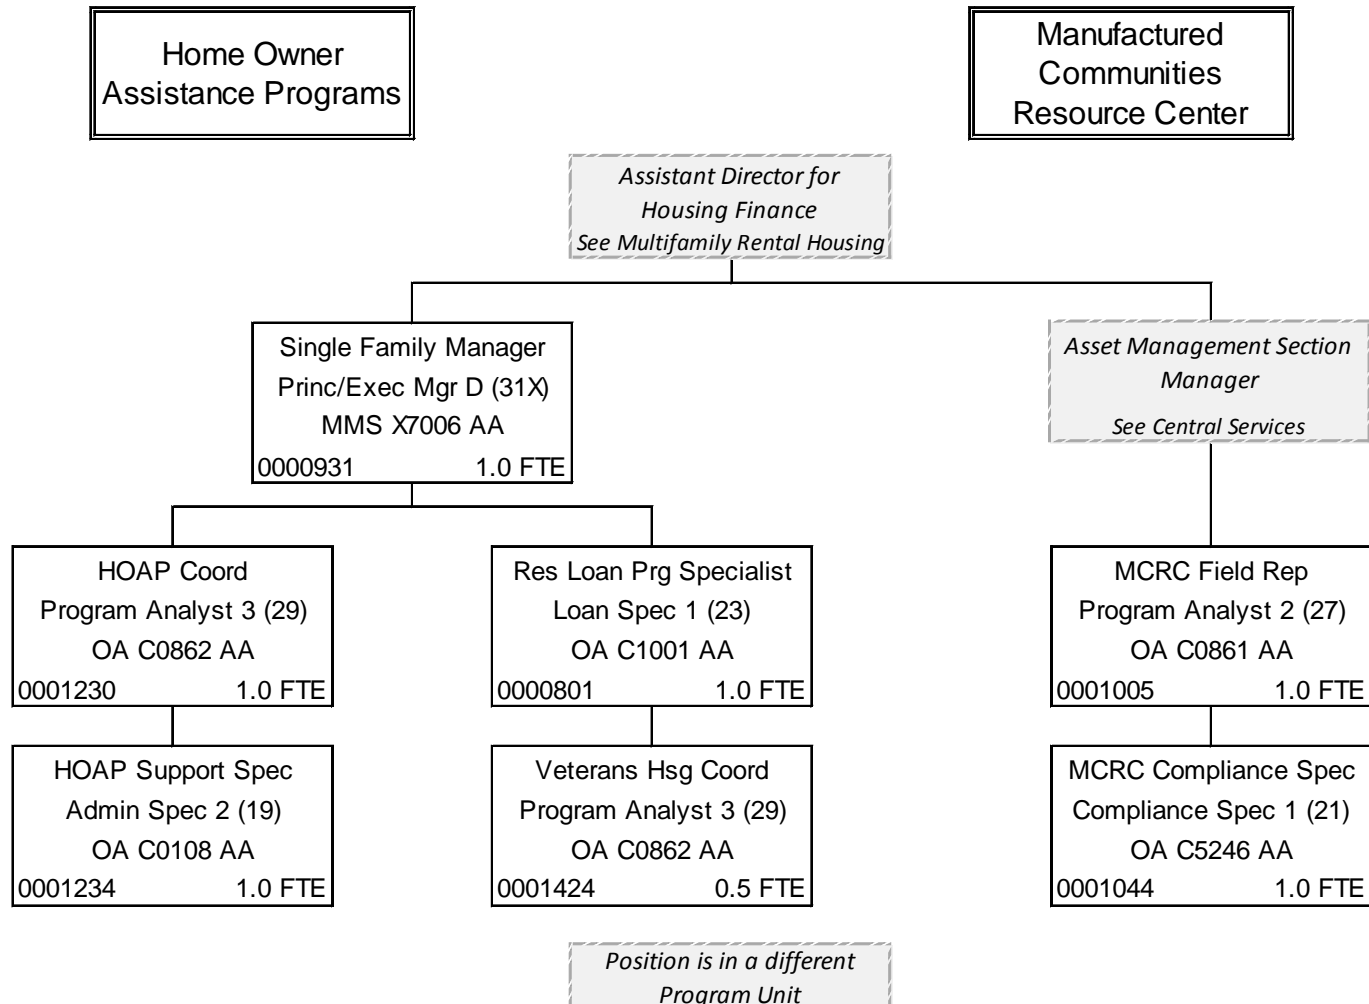 Home Owner
Assistance Programs
Manufactured
Communities
Resource Center
Assistant Director for
Housing Finance
See Multifamily Rental Housing
Single Family Manager
Princ/Exec Mgr D (31X)
MMS X7006 AA
0000931 1.0 FTE
Asset Management Section
Manager
See Central Services
HOAP Coord
Program Analyst 3 (29)
OA C0862 AA
0001230 1.0 FTE
Res Loan Prg Specialist
Loan Spec 1 (23)
OA C1001 AA
0000801 1.0 FTE
MCRC Field Rep
Program Analyst 2 (27)
OA C0861 AA
0001005 1.0 FTE
HOAP Support Spec
Admin Spec 2 (19)
OA C0108 AA
0001234 1.0 FTE
Veterans Hsg Coord
Program Analyst 3 (29)
OA C0862 AA
0001424 0.5 FTE
MCRC Compliance Spec
Compliance Spec 1 (21)
OA C5246 AA
0001044 1.0 FTE
Position is in a different
Program Unit